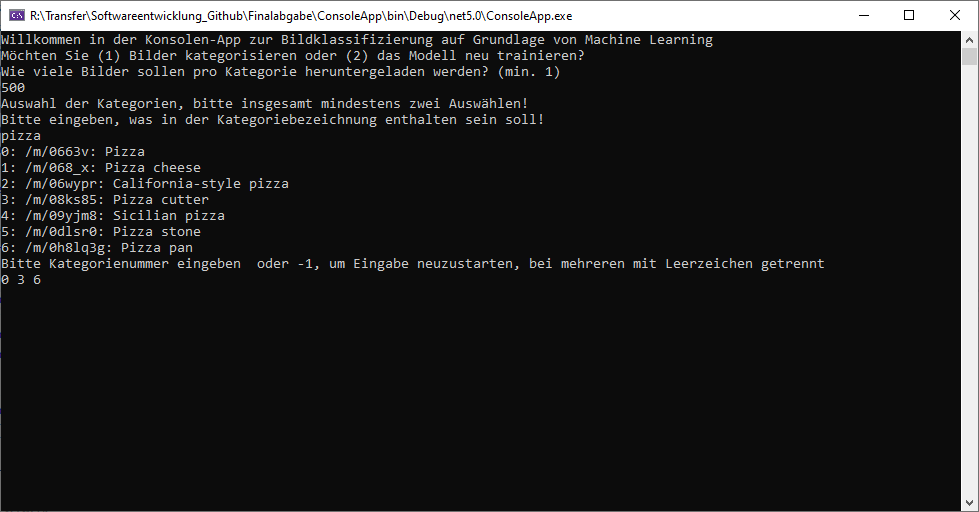 R:\Transfer\Softwareentwicklung_Github\Finalabgabe\ConsoleApp\bin\Debug\net5.0\ConsoleApp.exe
Willkommen in der Konsolen-App zur Bildklassifizierung auf Grundlage von Machine Learning
Möchten Sie (1) Bilder kategorisieren oder (2) das Modell neu trainieren?
Wie viele Bilder sollen pro Kategorie heruntergeladen werden? (min. 1)
500
Auswahl der Kategorien, bitte insgesamt mindestens zwei Auswählen!
Bitte eingeben, was in der Kategoriebezeichnung enthalten sein soll!
pizza
0: /m/0663v: Pizza
1: /m/068_x: Pizza cheese
2: /m/06wypr: California-style pizza
3: /m/08ks85: Pizza cutter
4: /m/09yjm8: Sicilian pizza
5: /m/0dlsr0: Pizza stone
6: /m/0h8lq3g: Pizza pan
Bitte Kategorienummer eingeben  oder -1, um Eingabe neuzustarten, bei mehreren mit Leerzeichen getrennt
0 3 6